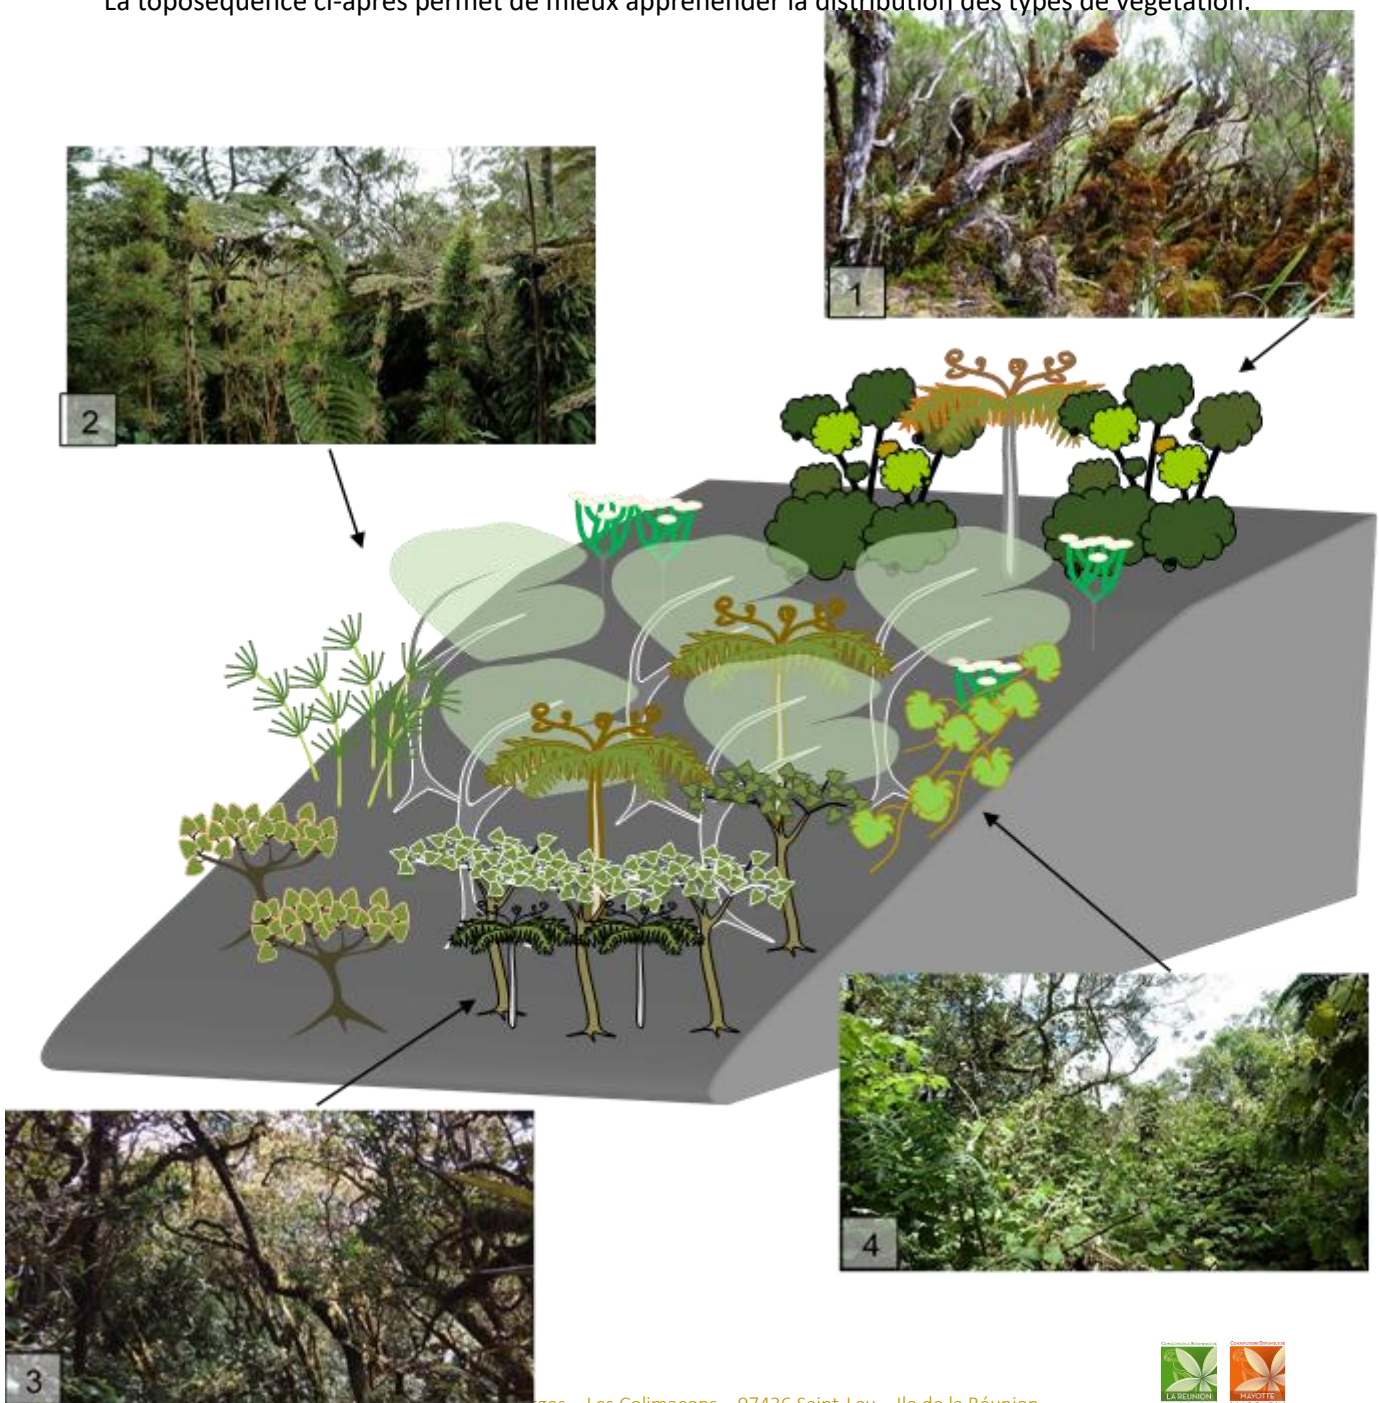 La toposéquence ci-après permet de mieux appréhender la distribution des types de végétation.
1
2
3
4
Les Colimaçons – 97436 Saint-Leu – Ile de la Réunion
LA REUNION
MAYOTTE